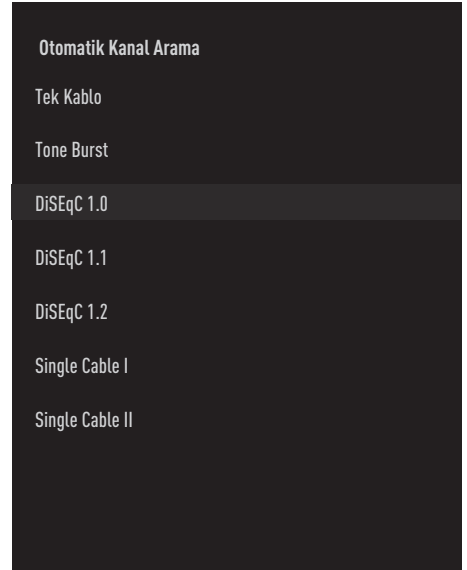 Otomatik Kanal Arama
Tek Kablo
Tone Burst
DiSEqC 1.0
DiSEqC 1.1
DiSEqC 1.2
Single Cable I
Single Cable II